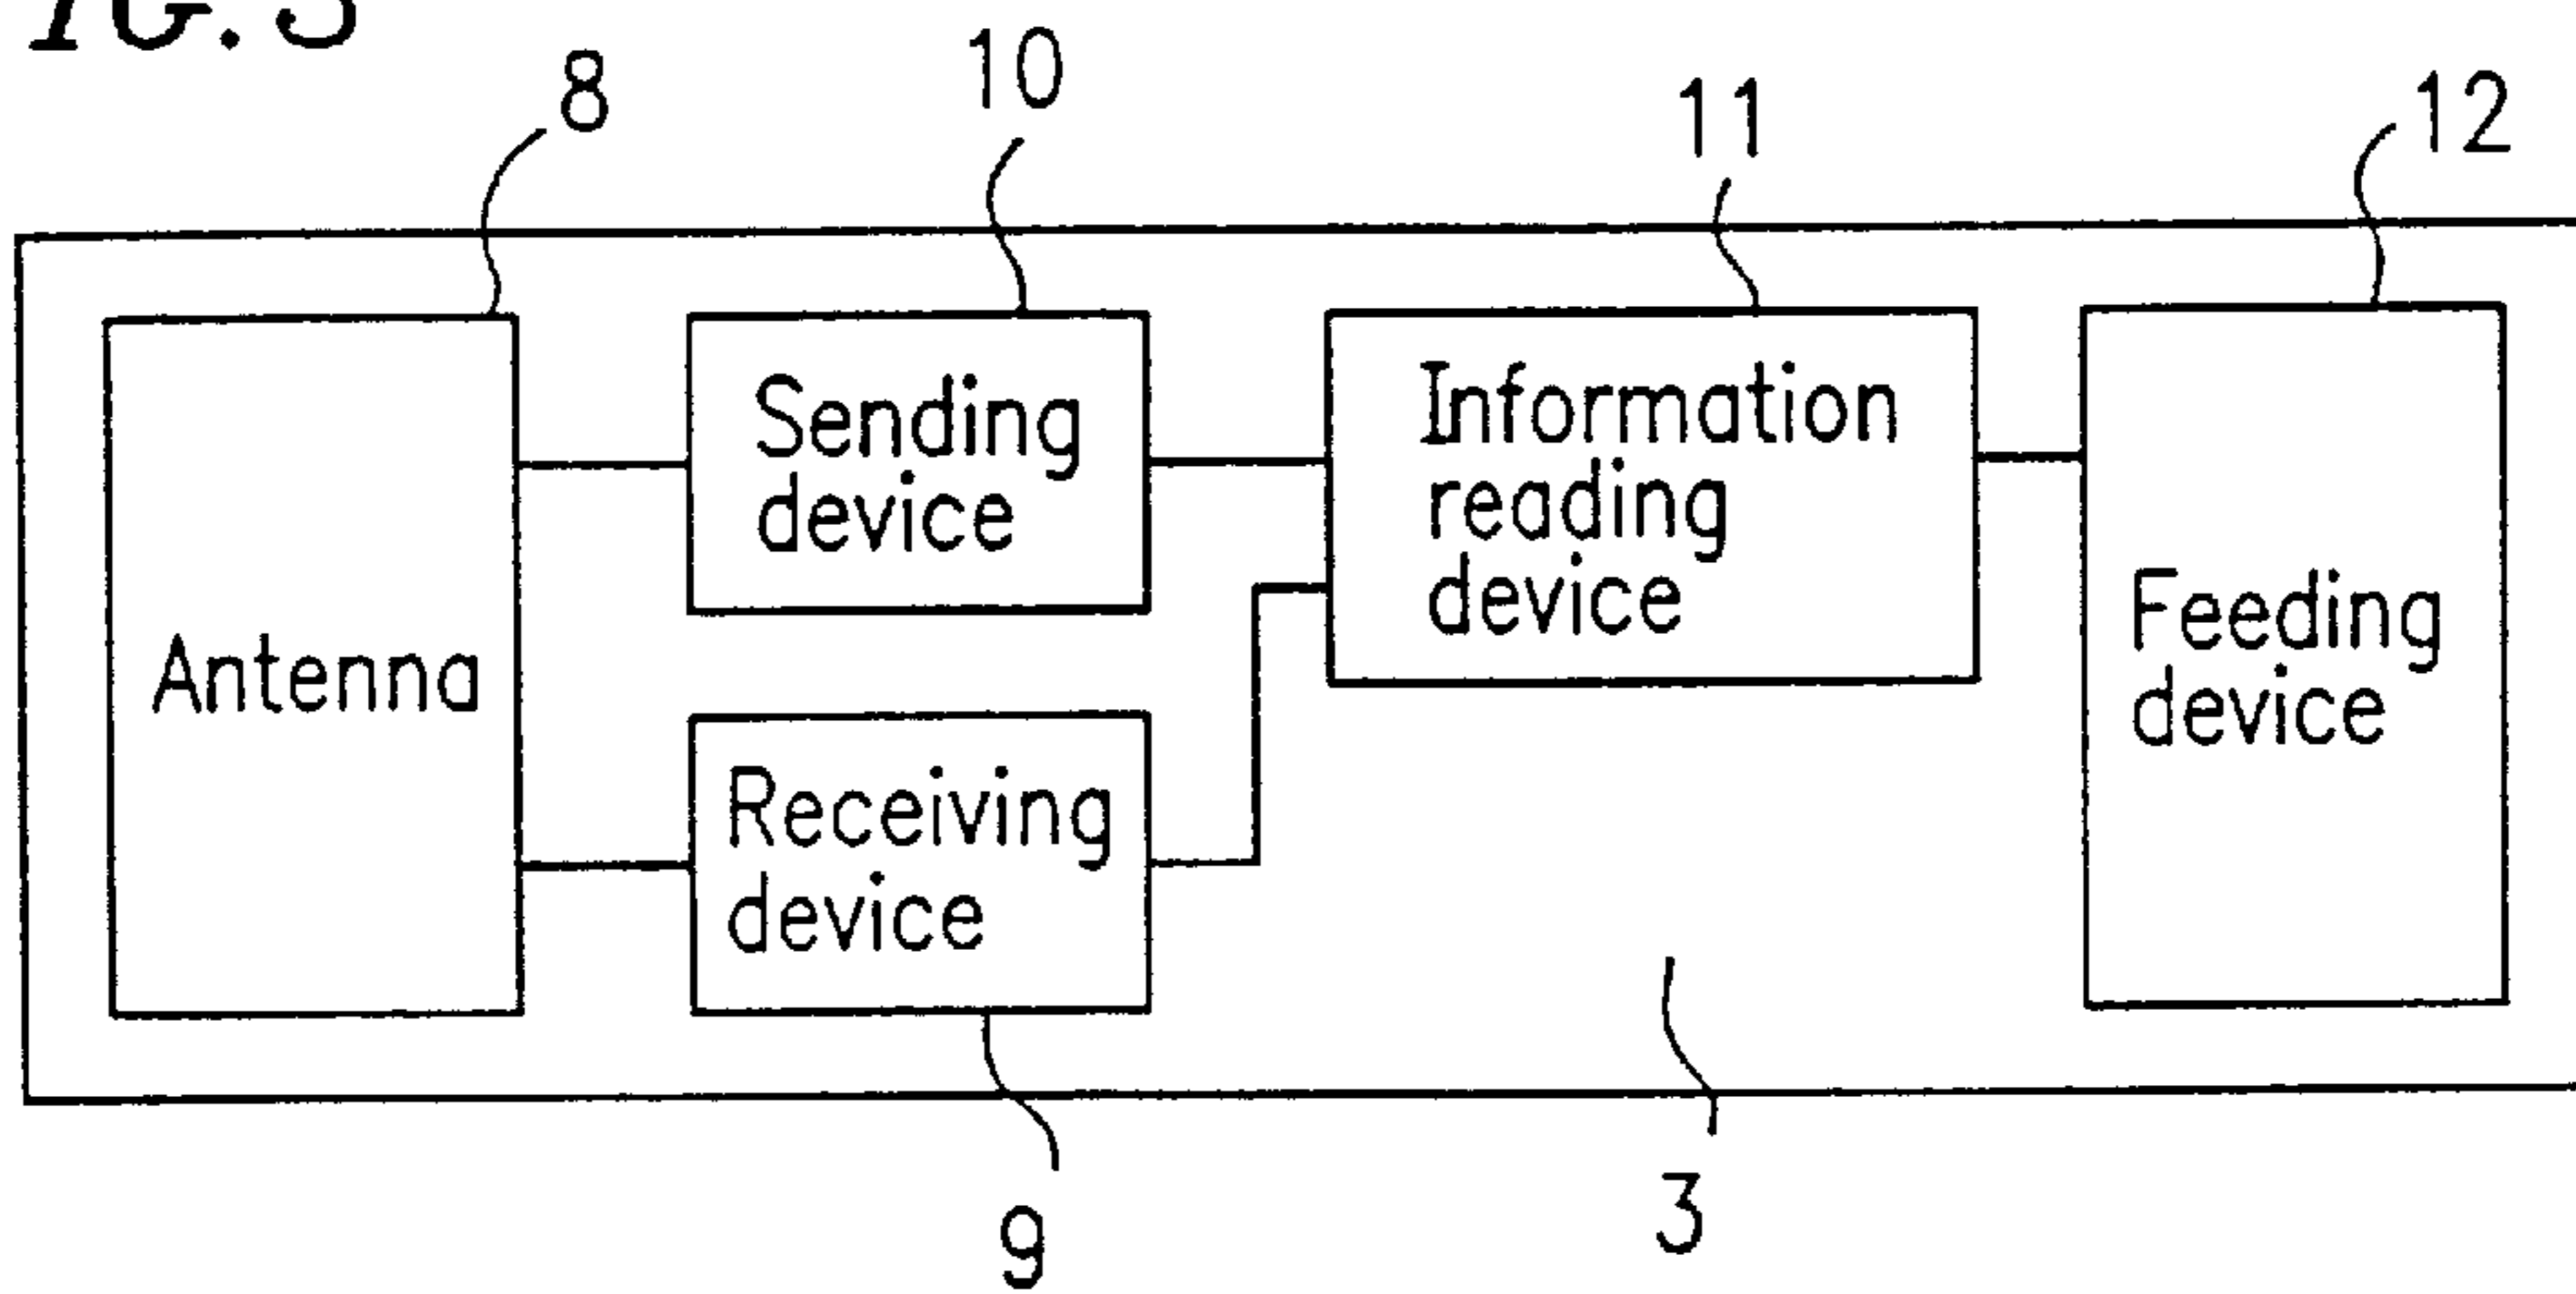 8
10
11
12
Antenna
Sending
device
Information
reading
device
Feeding
device
Receiving
device
9
3